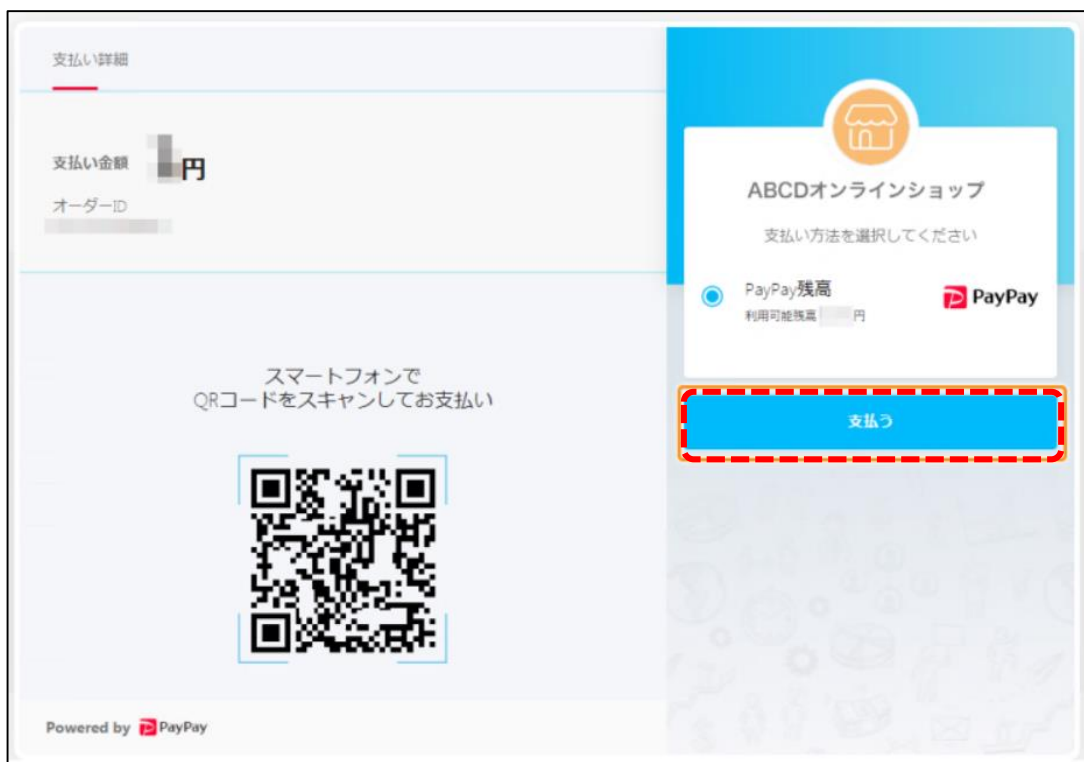 支払い詳細
支払い金額 円
オーダーID
スマートフォンで
QRコードをスキャンしてお支払い
Powered by PayPay
ABCDオンラインショップ
支払い方法を選択してください
PayPay残高
利用可能残高 円
PayPay
支払う